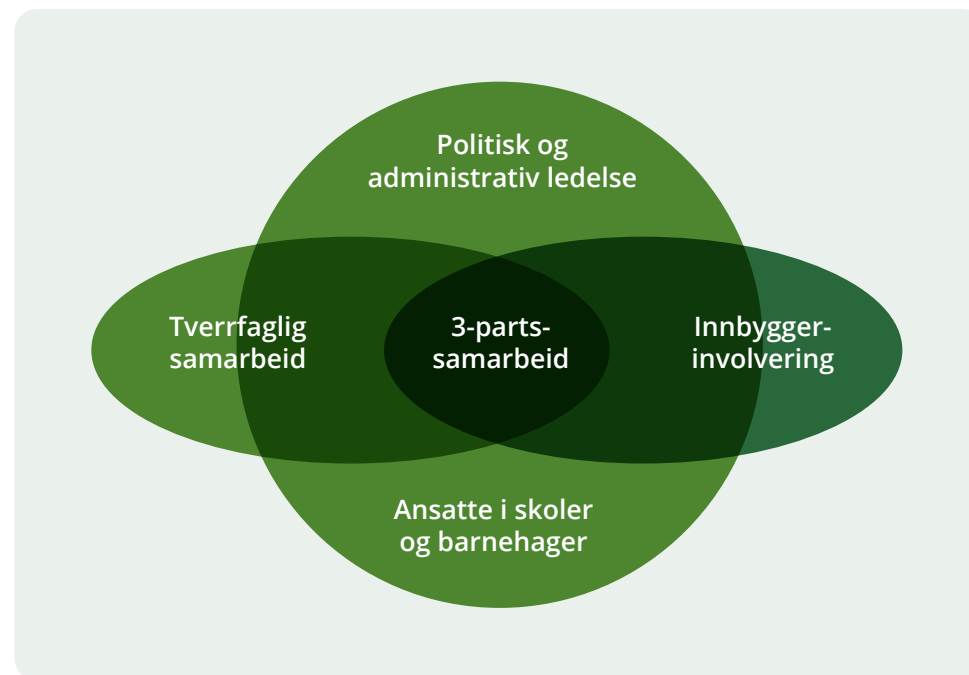 Politisk og
administrativ ledelse
Tverrfaglig
samarbeid
3-parts-
samarbeid
Innbygger-
involvering
Ansatte i skoler
og barnehager